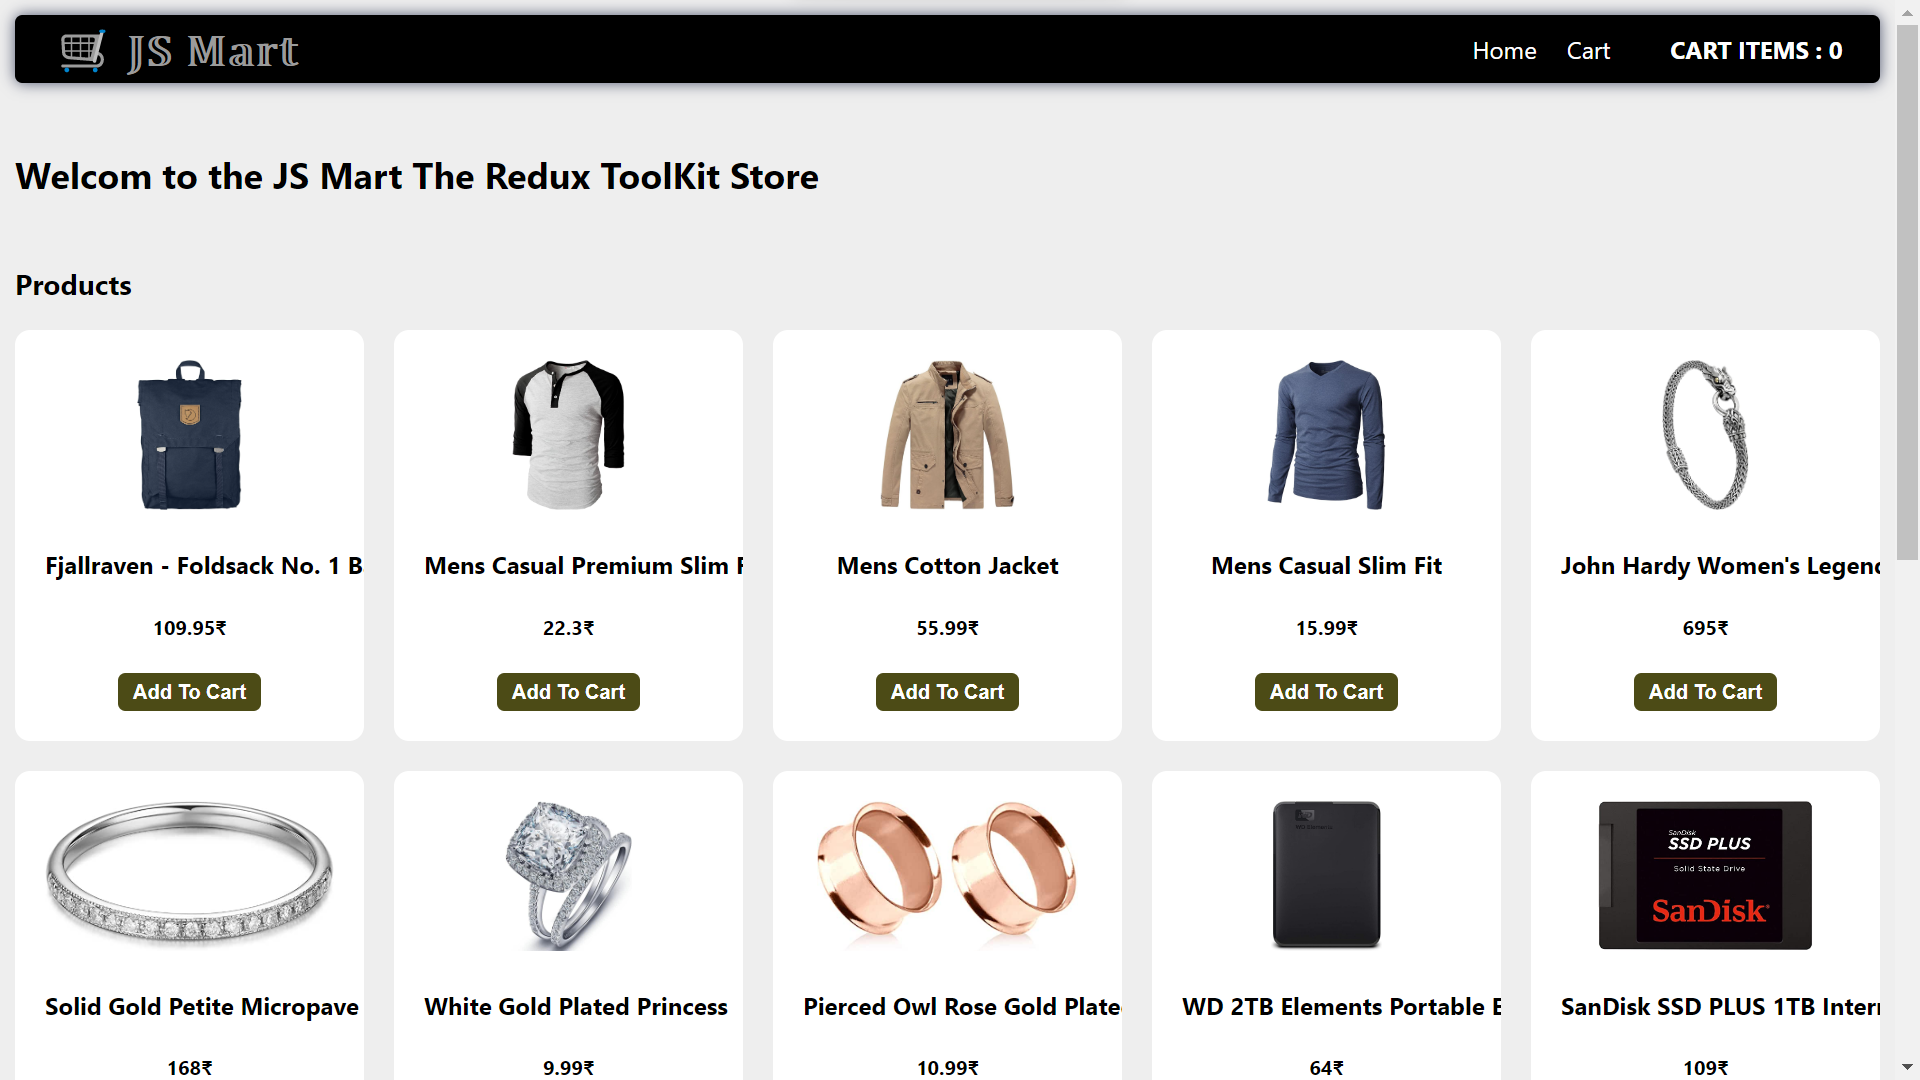 JS Mart
Home Cart CART ITEMS : 0
Welcom to the JS Mart The Redux ToolKit Store
Products
Fjallraven - Foldsack No. 1 B
Mens Casual Premium Slim F
Mens Cotton Jacket
Mens Casual Slim Fit
John Hardy Women's Legend
109.95₹
22.3₹
55.99₹
15.99₹
695₹
Add To Cart
Add To Cart
Add To Cart
Add To Cart
Add To Cart
WD Elements
SanDisk
SSD PLUS
Solid State Drive
SanDisk
Solid Gold Petite Micropave
White Gold Plated Princess
Pierced Owl Rose Gold Plate
WD 2TB Elements Portable E
SanDisk SSD PLUS 1TB Inter
168₹
9.99₹
10.99₹
64₹
109₹